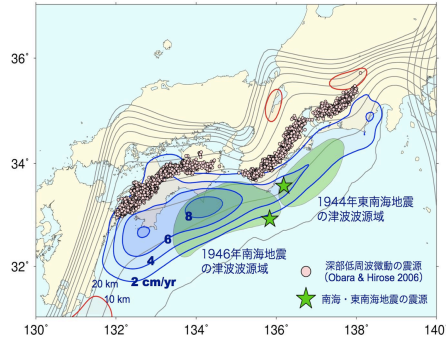 36°
34°
32°
130°
132°
134°
136°
138°
140°
8
6
4
2 cm/yr
20 km
10 km
1944年東南海地震
の津波波源域
1946年南海地震
の津波波源域
深部低周波微動の震源
(Obara & Hirose 2006)
南海・東南海地震の震源